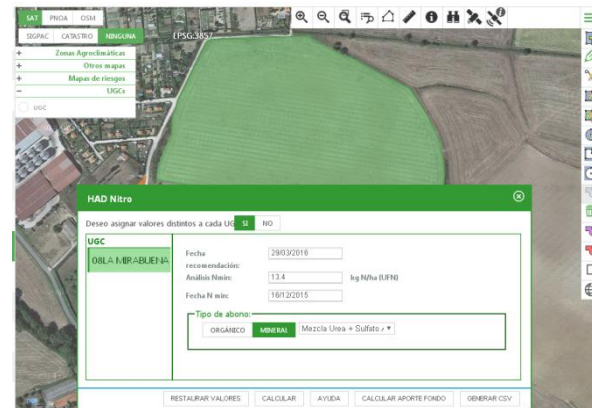 SAT PNOA OSM
SIGPAC CATASTRO NINGUNA
EPSG:3857
+ Zonas Agroclimáticas
+ Otros mapas
+ Mapas de riesgos
− UGCs
UGC
HAD Nitro
Deseo asignar valores distintos a cada UG SI NO
UGC
08LA MIRABUENA
Fecha recomendación: 29/03/2016
Análisis Nmin: 13.4 kg N/ha (UFN)
Fecha N min: 16/12/2015
Tipo de abono:
ORGÁNICO MINERAL Mezcla Urea + Sulfato
RESTAURAR VALORES CALCULAR AYUDA CALCULAR APORTE FONDO GENERAR CSV